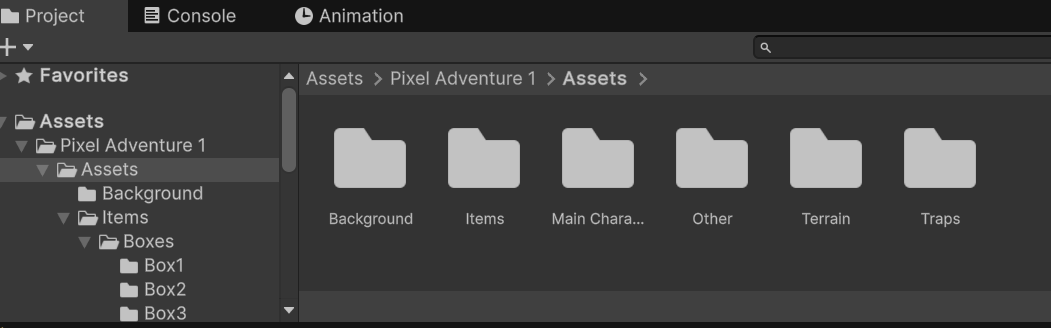 Project Console Animation
Favorites
Assets
Pixel Adventure 1
Assets
Background
Items
Boxes
Box1
Box2
Box3
Assets > Pixel Adventure 1 > Assets >
Background Items Main Chara... Other Terrain Traps